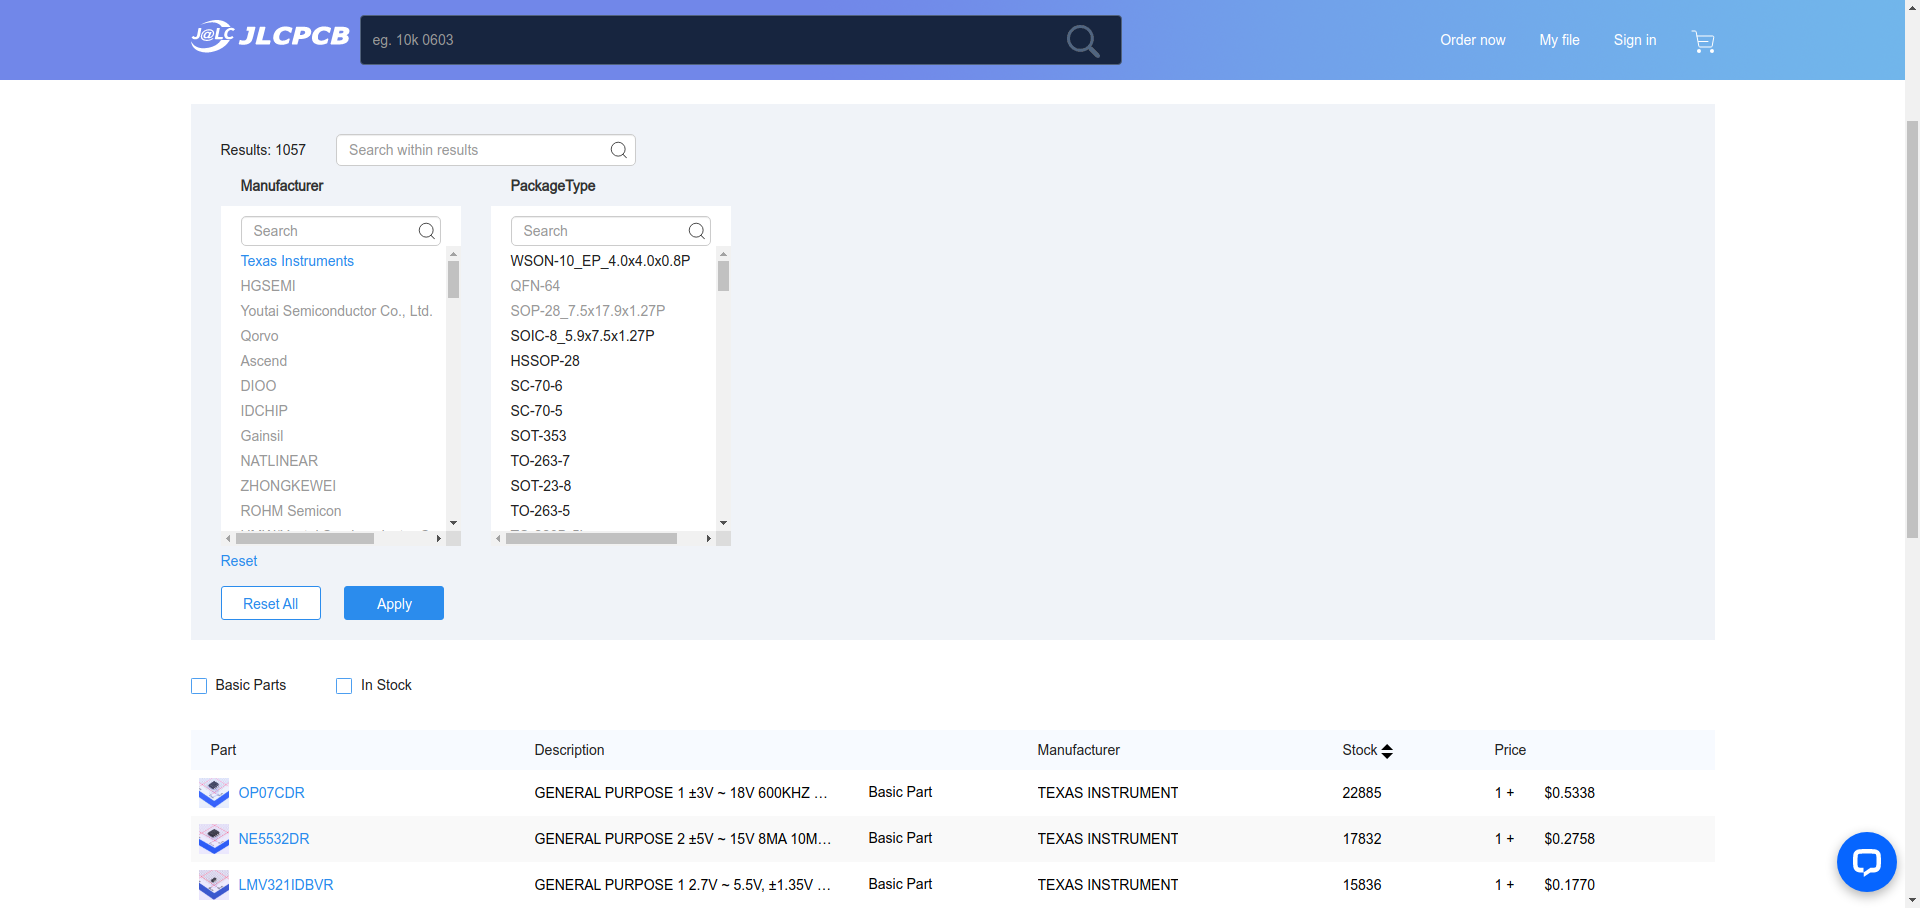 J@LC JLCPCB
eg. 10k 0603
Order now
My file
Sign in
Results: 1057
Search within results
Manufacturer
Search
Texas Instruments
HGSEMI
Youtai Semiconductor Co., Ltd.
Qorvo
Ascend
DIOO
IDCHIP
Gainsil
NATLINEAR
ZHONGKEWEI
ROHM Semicon
PackageType
Search
WSON-10_EP_4.0x4.0x0.8P
QFN-64
SOP-28_7.5x17.9x1.27P
SOIC-8_5.9x7.5x1.27P
HSSOP-28
SC-70-6
SC-70-5
SOT-353
TO-263-7
SOT-23-8
TO-263-5
Reset
Reset All
Apply
Basic Parts
In Stock
Part Description Manufacturer Stock Price
OP07CDR GENERAL PURPOSE 1 ±3V ~ 18V 600KHZ … Basic Part TEXAS INSTRUMENT 22885 1 + $0.5338
NE5532DR GENERAL PURPOSE 2 ±5V ~ 15V 8MA 10M… Basic Part TEXAS INSTRUMENT 17832 1 + $0.2758
LMV321IDBVR GENERAL PURPOSE 1 2.7V ~ 5.5V, ±1.35V … Basic Part TEXAS INSTRUMENT 15836 1 + $0.1770